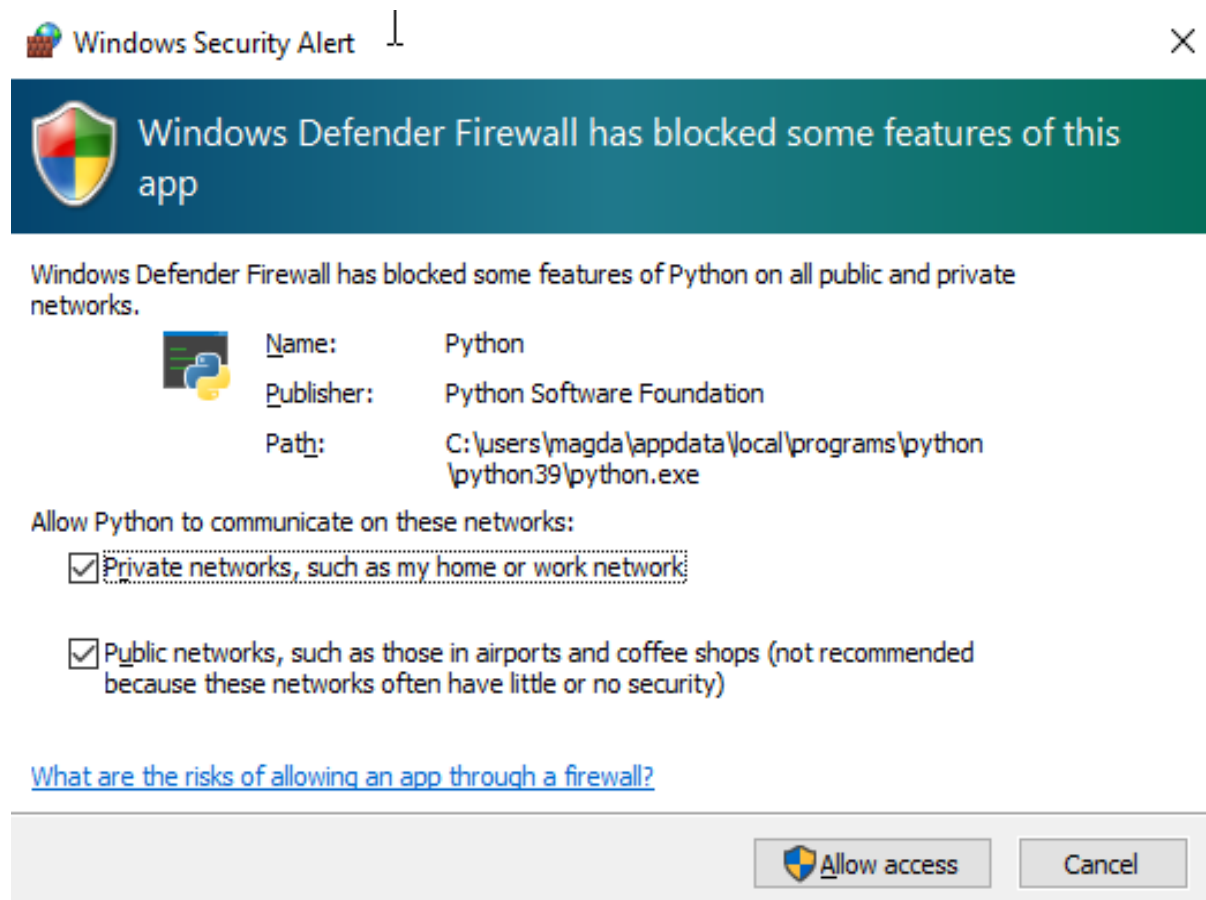 Windows Security Alert
Windows Defender Firewall has blocked some features of this
app
Windows Defender Firewall has blocked some features of Python on all public and private
networks.
Name: Python
Publisher: Python Software Foundation
Path: C:\users\magda\appdata\local\programs\python
\python39\python.exe
Allow Python to communicate on these networks:
Private networks, such as my home or work network
Public networks, such as those in airports and coffee shops (not recommended
because these networks often have little or no security)
What are the risks of allowing an app through a firewall?
Allow access Cancel